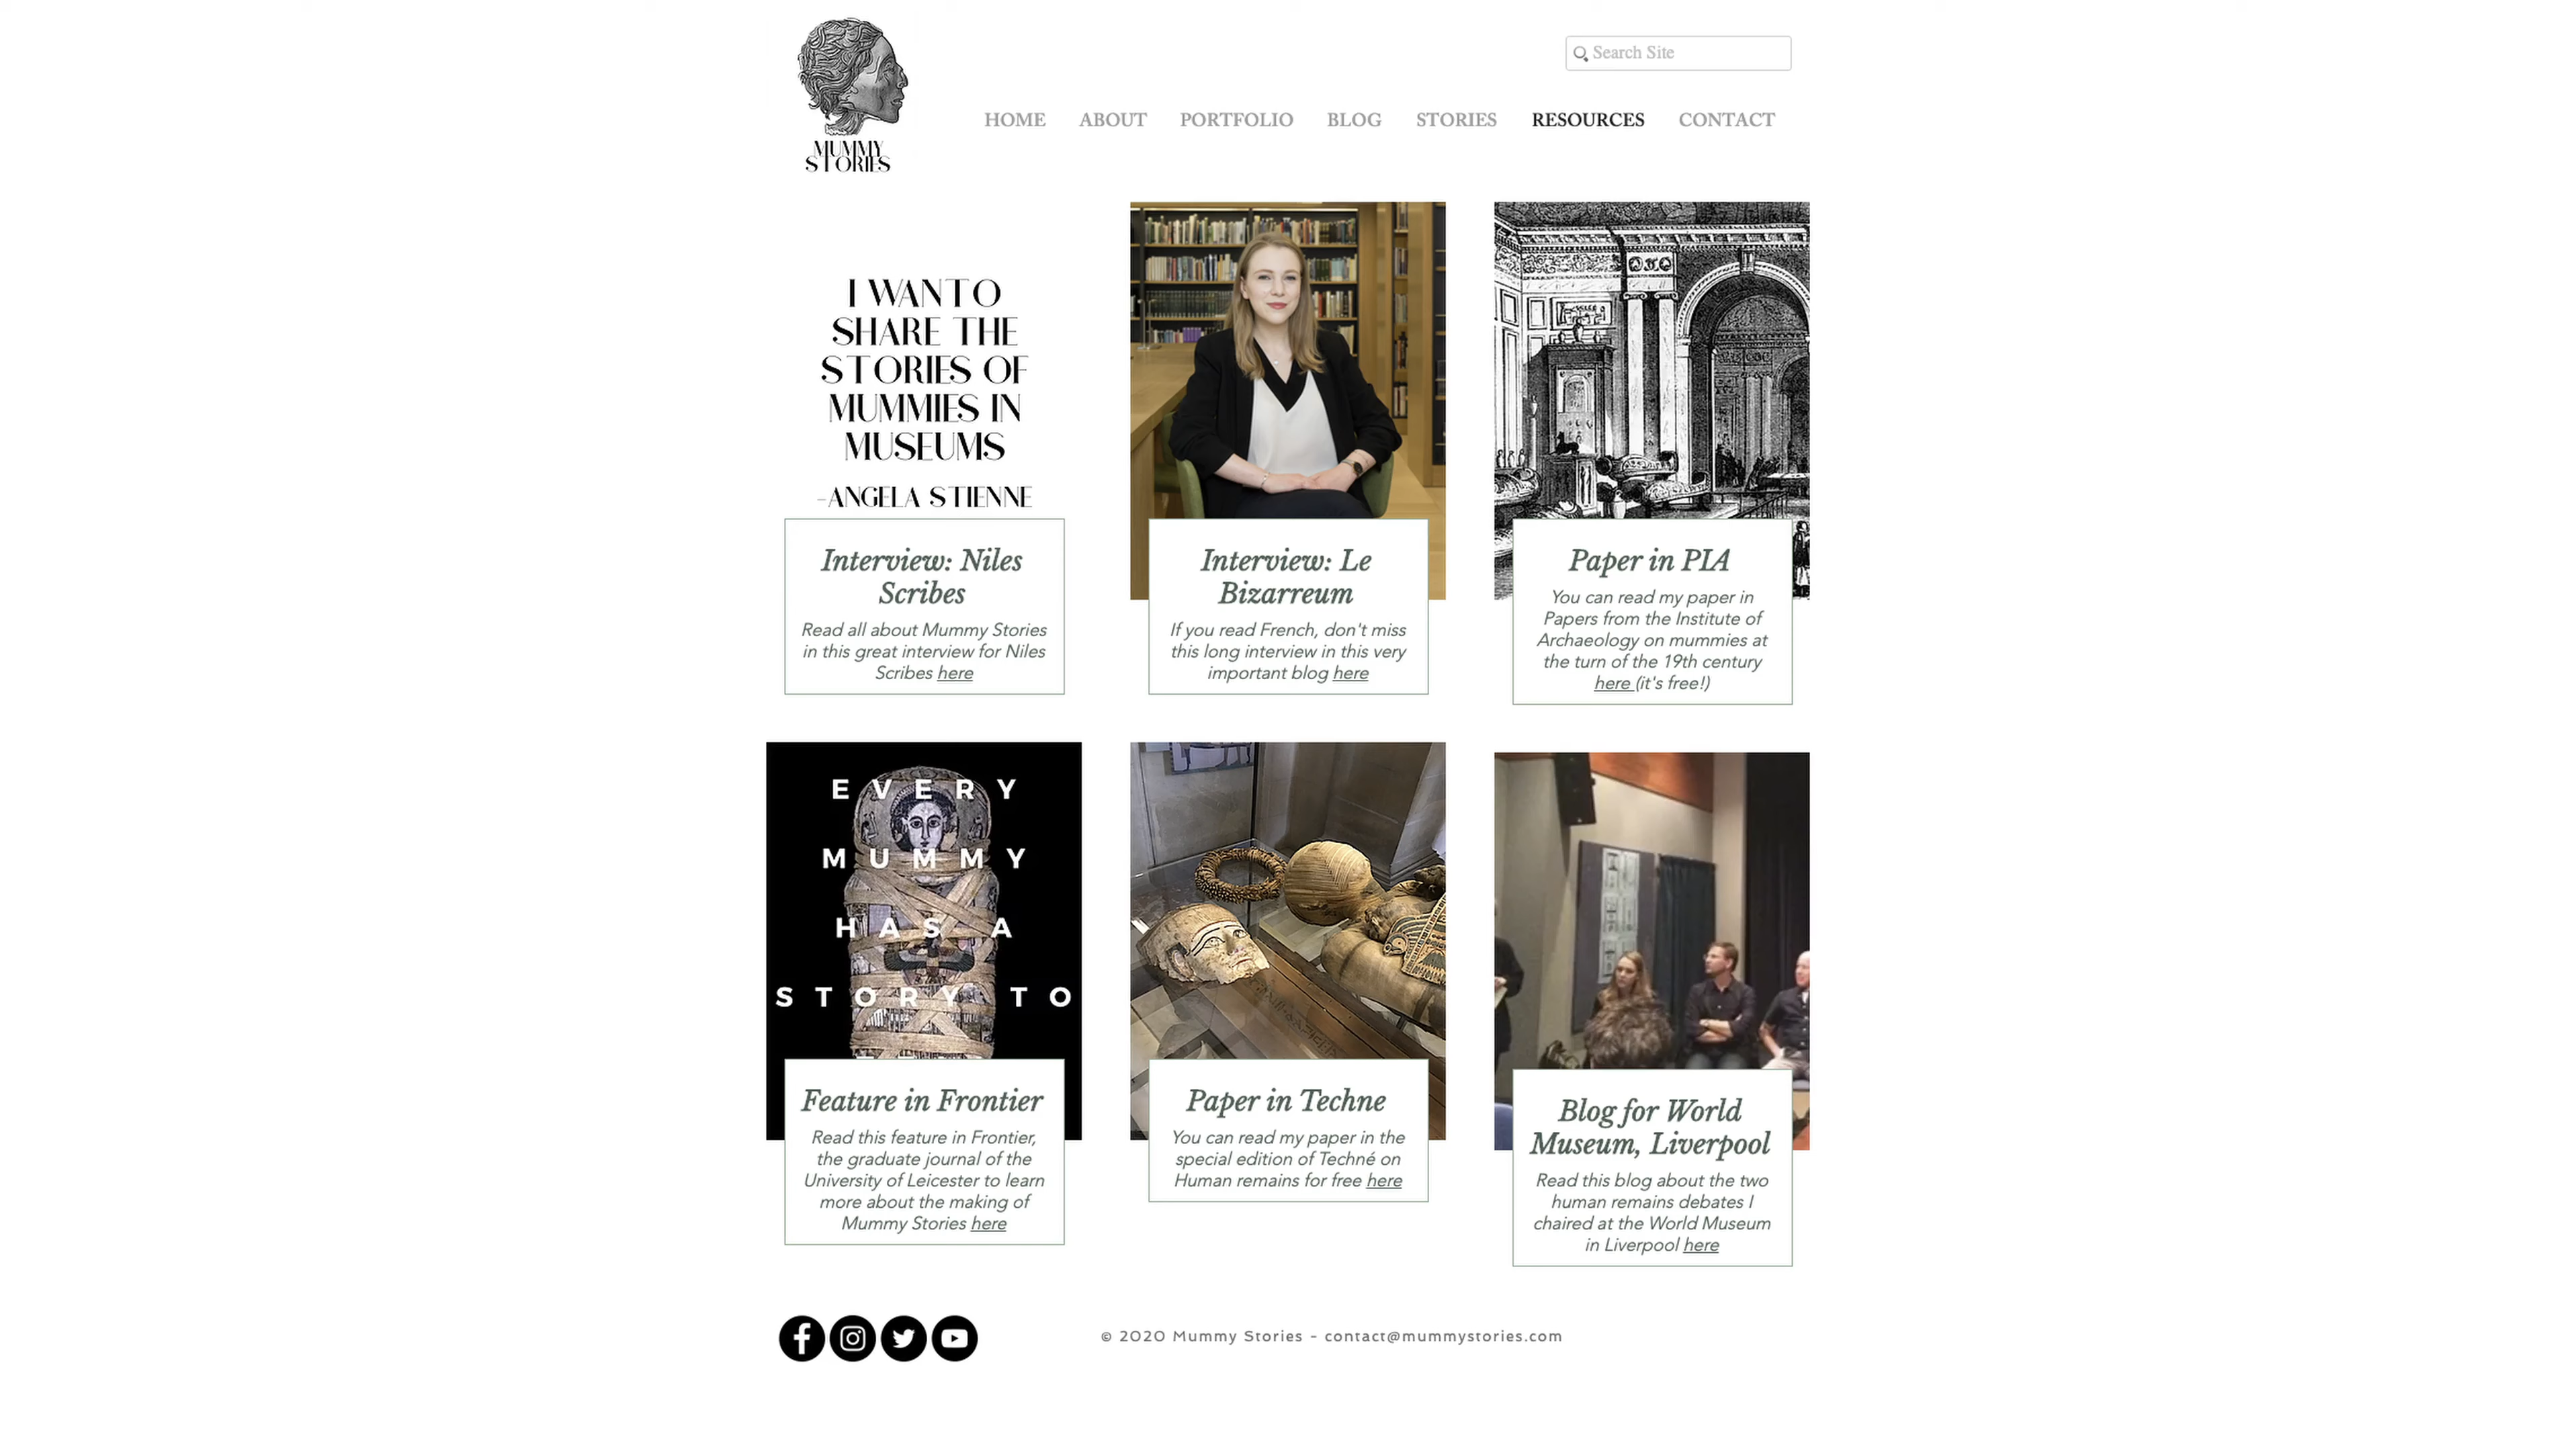 MUMMY
STORIES
Search Site
HOME ABOUT PORTFOLIO BLOG STORIES RESOURCES CONTACT
I WAN TO
SHARE THE
STORIES OF
MUMMIES IN
MUSEUMS
-ANGELA STIENNE
Interview: Niles
Scribes
Read all about Mummy Stories
in this great interview for Niles
Scribes here
Interview: Le
Bizarreum
If you read French, don't miss
this long interview in this very
important blog here
Paper in PIA
You can read my paper in
Papers from the Institute of
Archaeology on mummies at
the turn of the 19th century
here (it's free!)
EVERY
MUMMY
HAS A
STORY TO
Feature in Frontier
Read this feature in Frontier,
the graduate journal of the
University of Leicester to learn
more about the making of
Mummy Stories here
Paper in Techne
You can read my paper in the
special edition of Techné on
Human remains for free here
Blog for World
Museum, Liverpool
Read this blog about the two
human remains debates I
chaired at the World Museum
in Liverpool here
© 2020 Mummy Stories - contact@mummystories.com